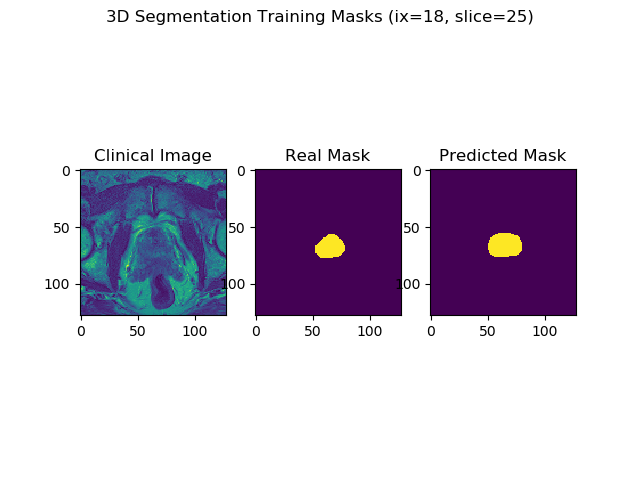 3D Segmentation Training Masks (ix=18, slice=25)
Clinical Image Real Mask Predicted Mask
0 0 0
50 50 50
100 100 100
0 50 100 0 50 100 0 50 100